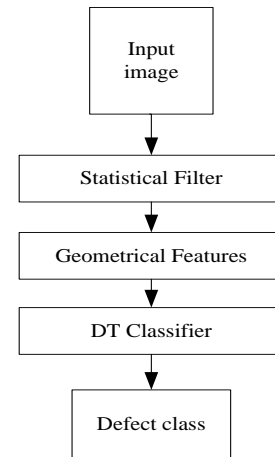 Input
image
Statistical Filter
Geometrical Features
DT Classifier
Defect class